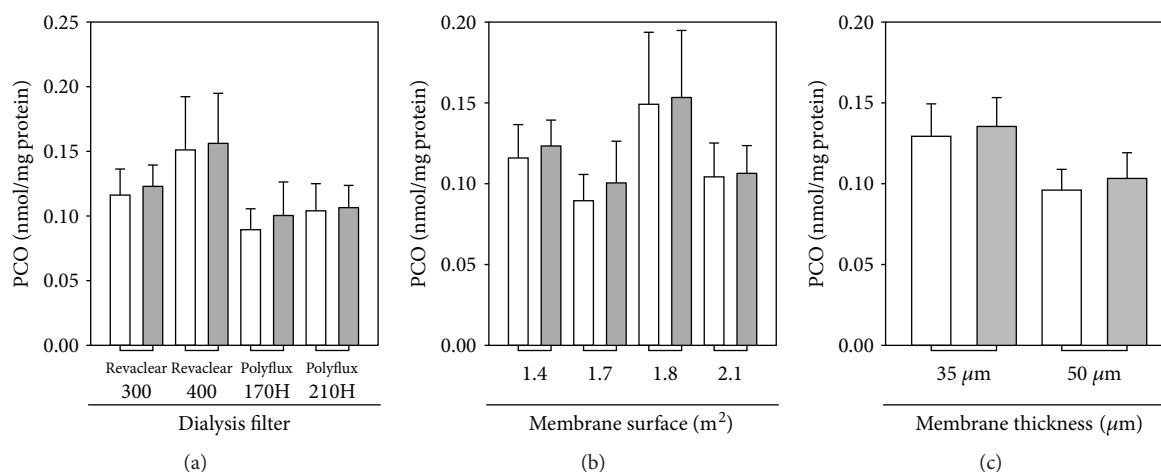 PCO (nmol/mg protein)
0.25
0.20
0.15
0.10
0.05
0.00
Revaclear Revaclear Polyflux Polyflux
300 400 170H 210H
Dialysis filter
(a)
PCO (nmol/mg protein)
0.20
0.15
0.10
0.05
0.00
1.4 1.7 1.8 2.1
Membrane surface (m²)
(b)
PCO (nmol/mg protein)
0.20
0.15
0.10
0.05
0.00
35 μm 50 μm
Membrane thickness (μm)
(c)